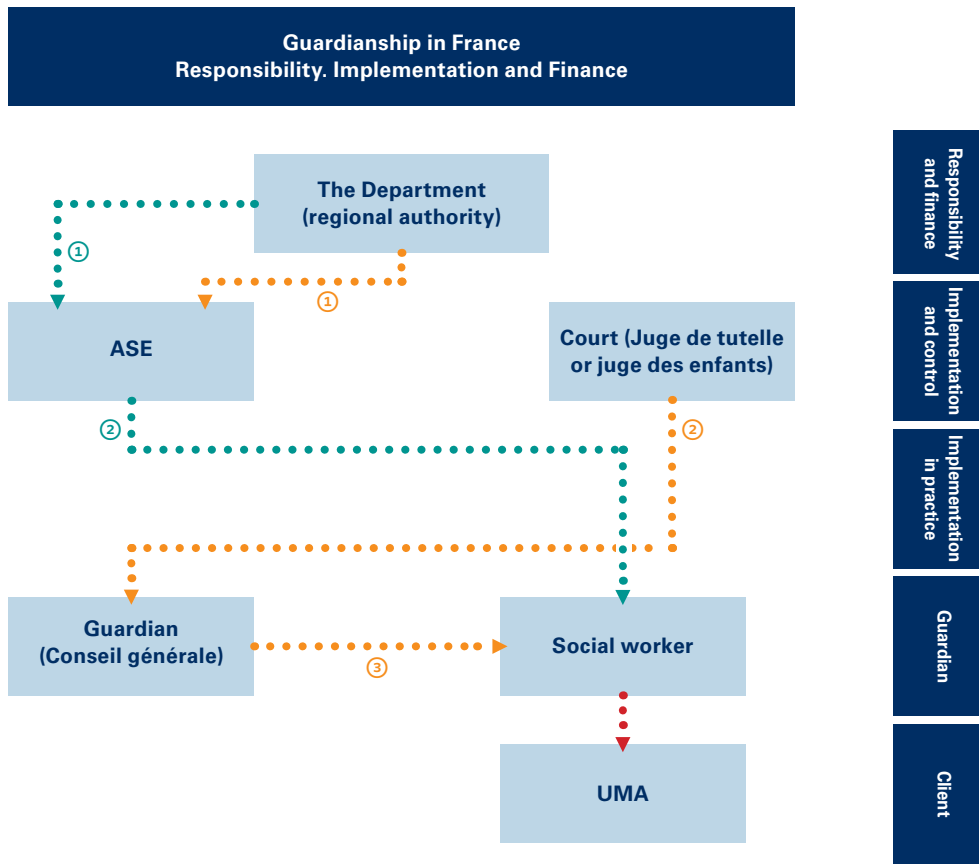 Guardianship in France
Responsibility. Implementation and Finance
The Department
(regional authority)
Responsibility
and finance
1
1
ASE
Court (Juge de tutelle
or juge des enfants)
Implementation
and control
2
2
Implementation
in practice
Guardian
(Conseil générale)
3
Social worker
Guardian
UMA
Client